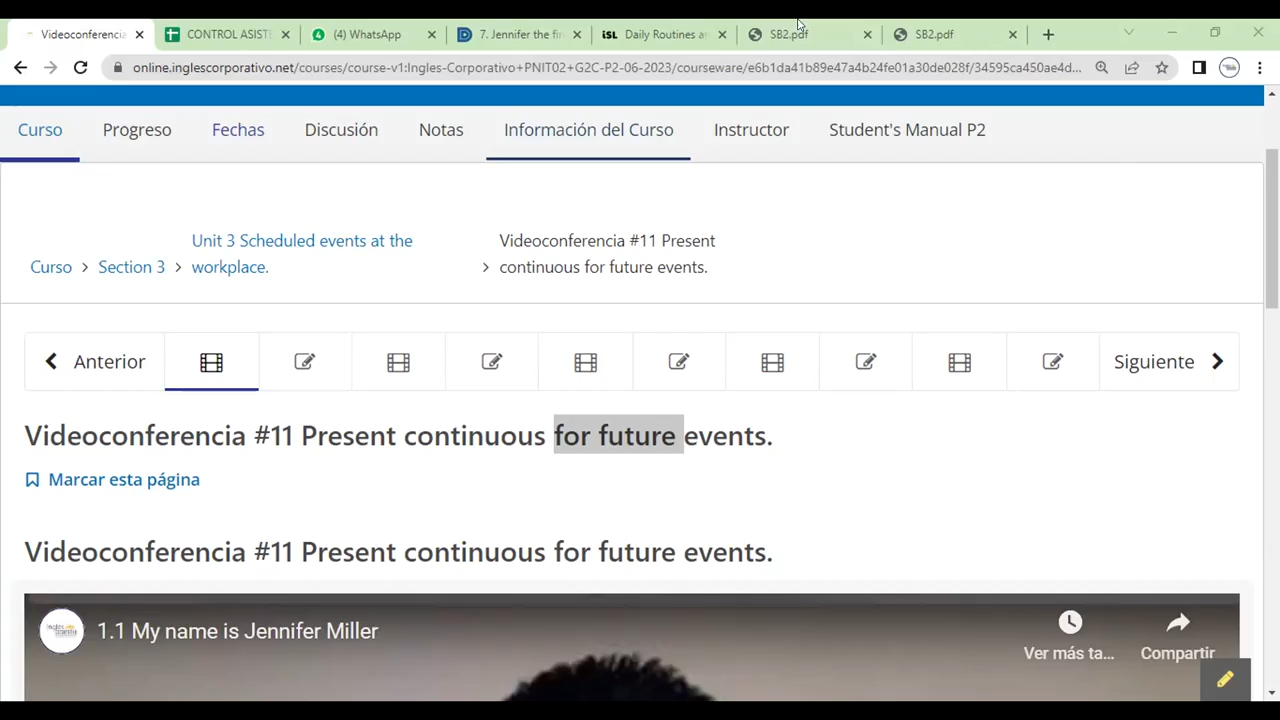 Videoconferencia
CONTROL ASIST
(4) WhatsApp
7. Jennifer the fin
Daily Routines a
SB2.pdf
SB2.pdf
online.inglescorporativo.net/courses/course-v1:Ingles-Corporativo+PNIT02+G2C-P2-06-2023/courseware/e6b1da41b89e47a4b24fe01a30de028f/34595ca450ae4d...
Curso
Progreso
Fechas
Discusión
Notas
Información del Curso
Instructor
Student's Manual P2
Curso > Section 3 > Unit 3 Scheduled events at the
workplace.
> Videoconferencia #11 Present
continuous for future events.
Anterior
Siguiente
Videoconferencia #11 Present continuous for future events.
Marcar esta página
Videoconferencia #11 Present continuous for future events.
1.1 My name is Jennifer Miller
Ver más ta...
Compartir